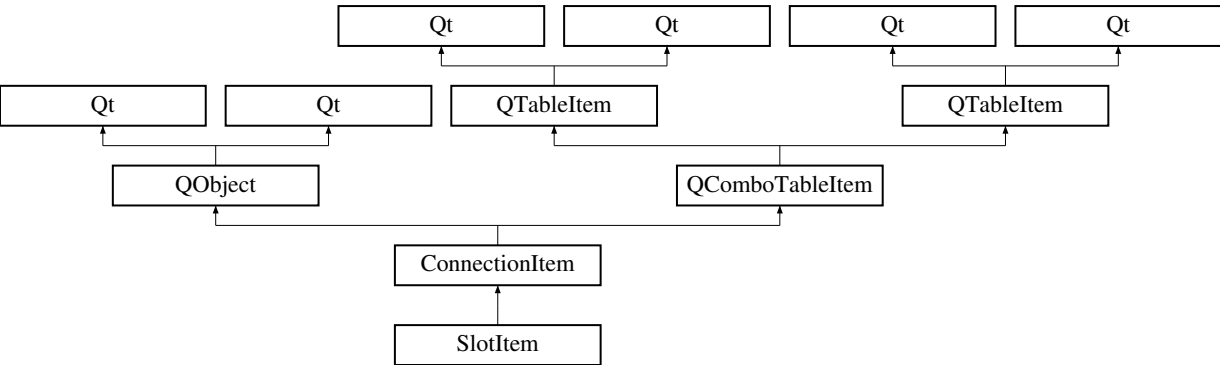 Qt
Qt
Qt
Qt
Qt
Qt
QTableItem
QTableItem
QObject
QComboTableItem
ConnectionItem
SlotItem